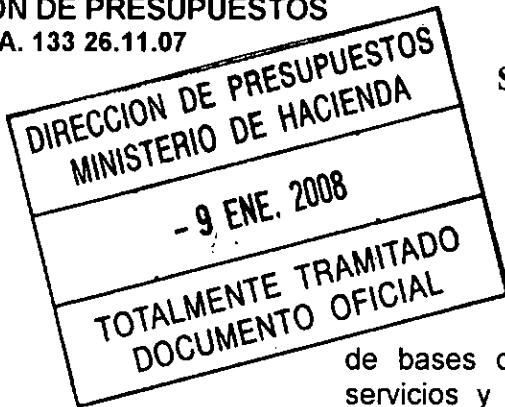 ÓN DE PRESUPUESTOS
A. 133 26.11.07
DIRECCION DE PRESUPUESTOS
MINISTERIO DE HACIENDA
- 9 ENE. 2008
TOTALMENTE TRAMITADO
DOCUMENTO OFICIAL
S
de bases
servicios y